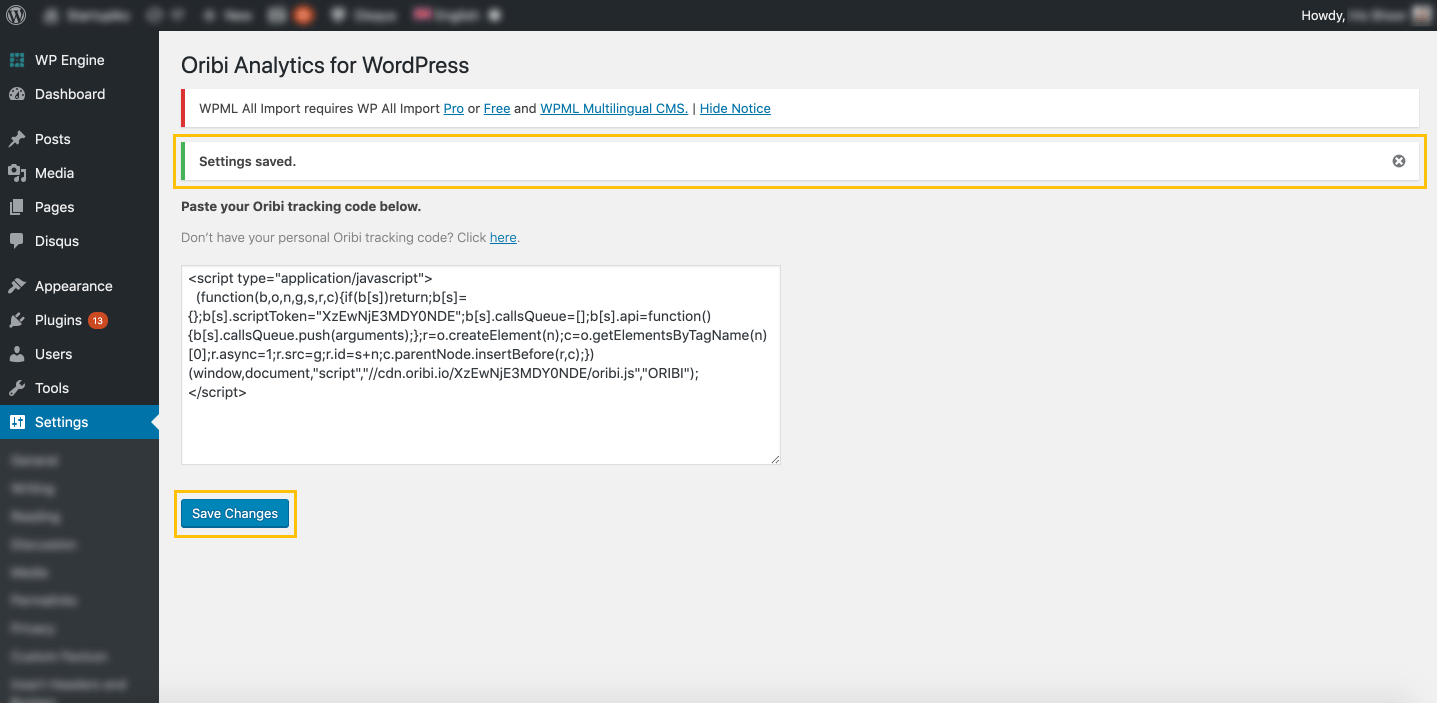 Howdy,
WP Engine
Dashboard
Posts
Media
Pages
Disqus
Appearance
Plugins 13
Users
Tools
Settings
Oribi Analytics for WordPress
WPML All Import requires WP All Import Pro or Free and WPML Multilingual CMS. | Hide Notice
Settings saved.
Paste your Oribi tracking code below.
Don’t have your personal Oribi tracking code? Click here.
<script type="application/javascript">
(function(b,o,n,g,s,r,c){if(b[s])return;b[s]=
{};b[s].scriptToken="XzEwNjE3MDY0NDE";b[s].callsQueue=[];b[s].api=function()
{b[s].callsQueue.push(arguments);};r=o.createElement(n);c=o.getElementsByTagName(n)
[0];r.async=1;r.src=g;r.id=s+n;c.parentNode.insertBefore(r,c);})
(window,document,"script","//cdn.oribi.io/XzEwNjE3MDY0NDE/oribi.js","ORIBI");
</script>
Save Changes